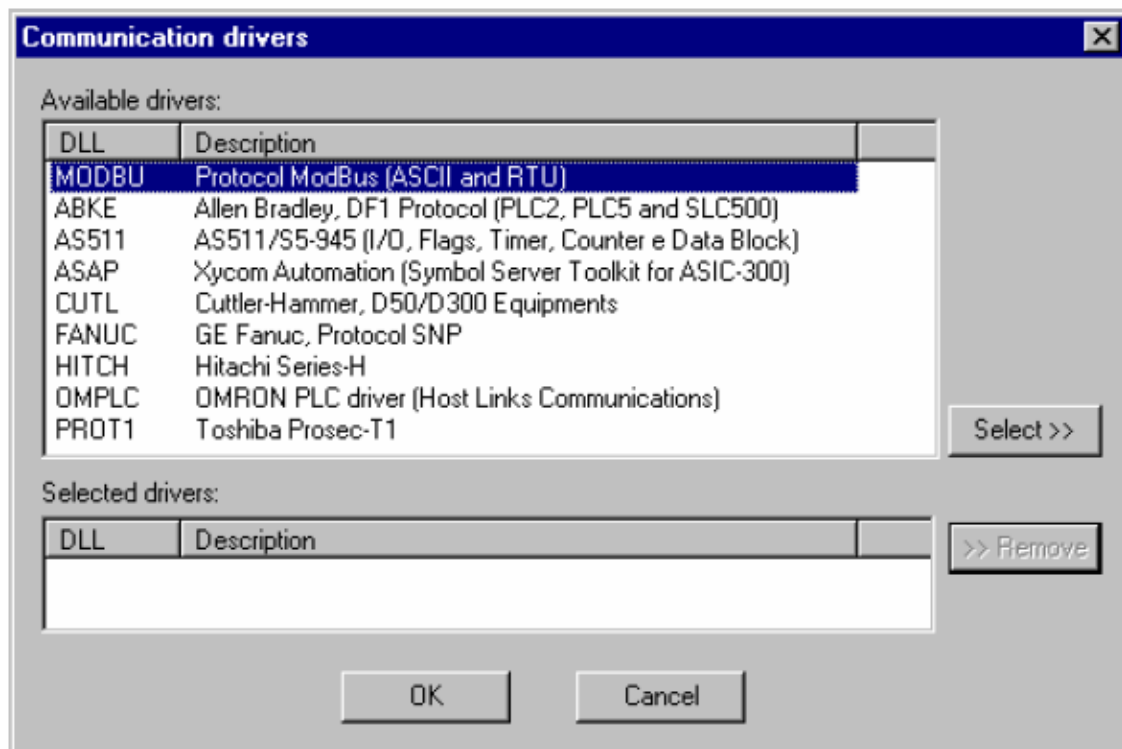 Communication drivers
Available drivers:
DLL Description
MODBU Protocol ModBus (ASCII and RTU)
ABKE Allen Bradley, DF1 Protocol (PLC2, PLC5 and SLC500)
AS511 AS511/S5-945 (I/O, Flags, Timer, Counter e Data Block)
ASAP Xycom Automation (Symbol Server Toolkit for ASIC-300)
CUTL Cuttler-Hammer, D50/D300 Equipments
FANUC GE Fanuc, Protocol SNP
HITCH Hitachi Series-H
OMPLC OMRON PLC driver (Host Links Communications)
PROT1 Toshiba Prosec-T1
Select >>
Selected drivers:
DLL Description
>> Remove
OK Cancel